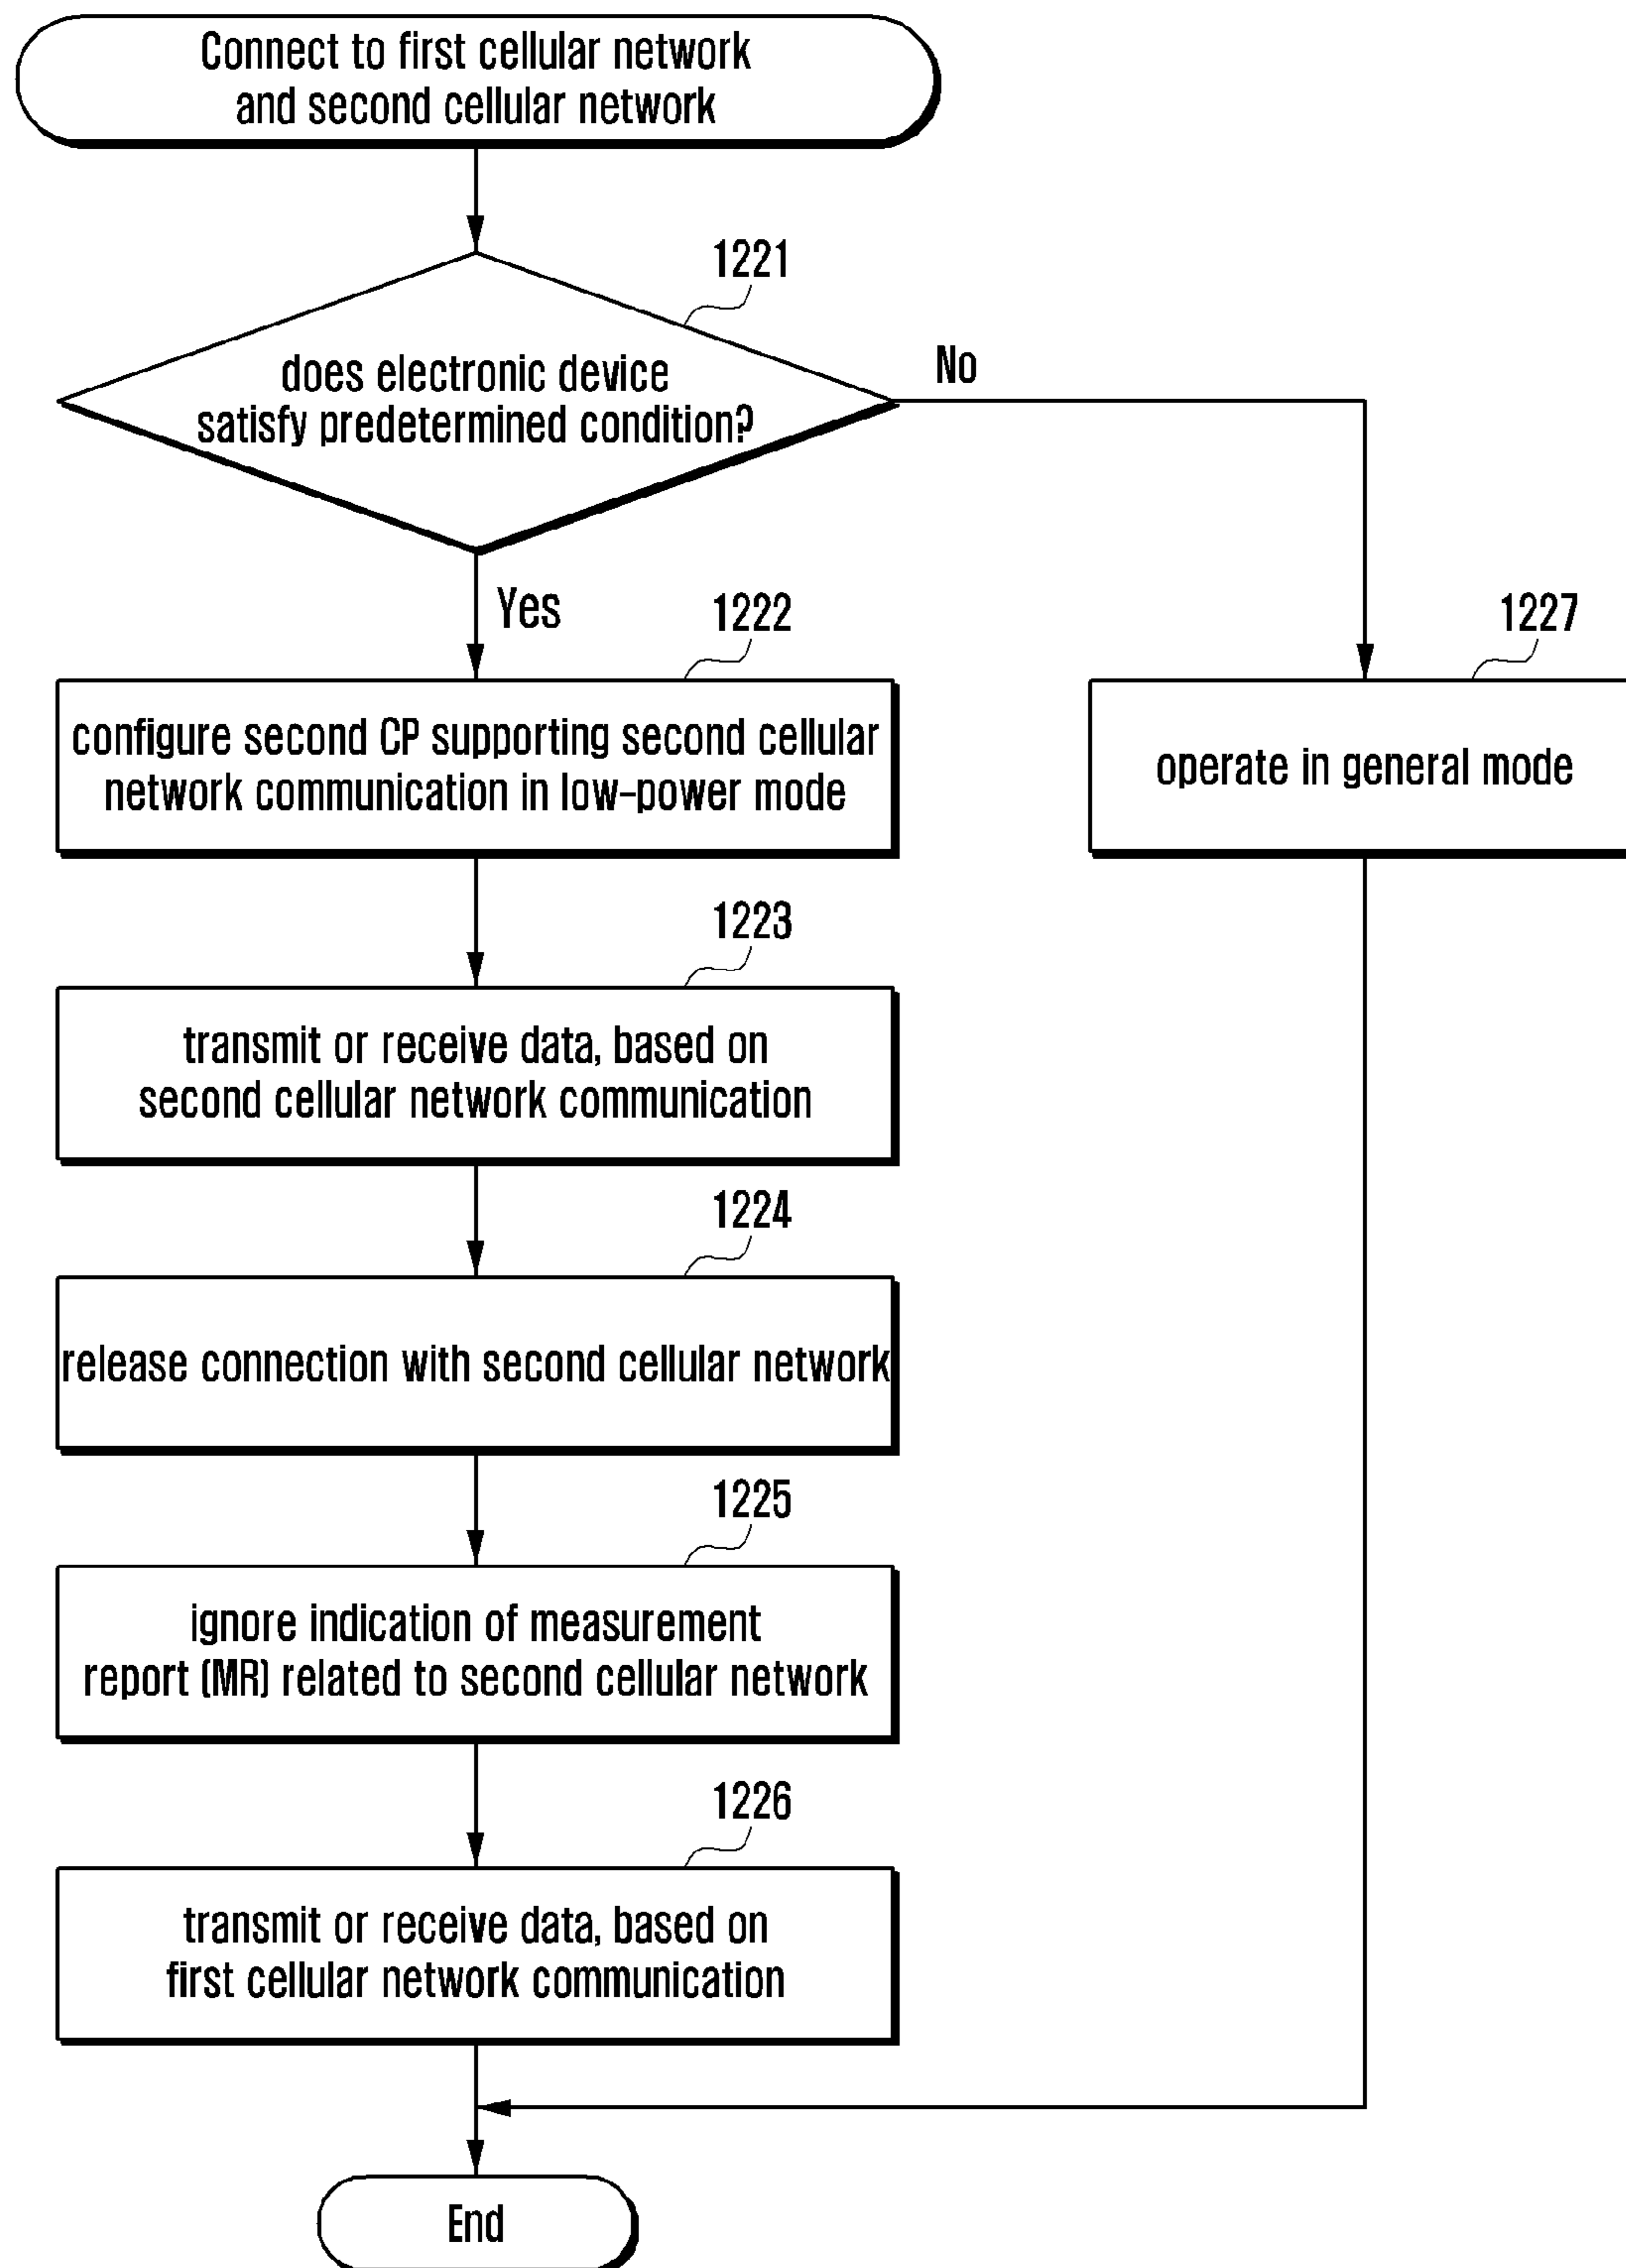 Connect to first cellular network
and second cellular network
1221
does electronic device
satisfy predetermined condition?
No
Yes
1222
configure second CP supporting second cellular
network communication in low-power mode
1227
operate in general mode
1223
transmit or receive data, based on
second cellular network communication
1224
release connection with second cellular network
1225
ignore indication of measurement
report (MR) related to second cellular network
1226
transmit or receive data, based on
first cellular network communication
End